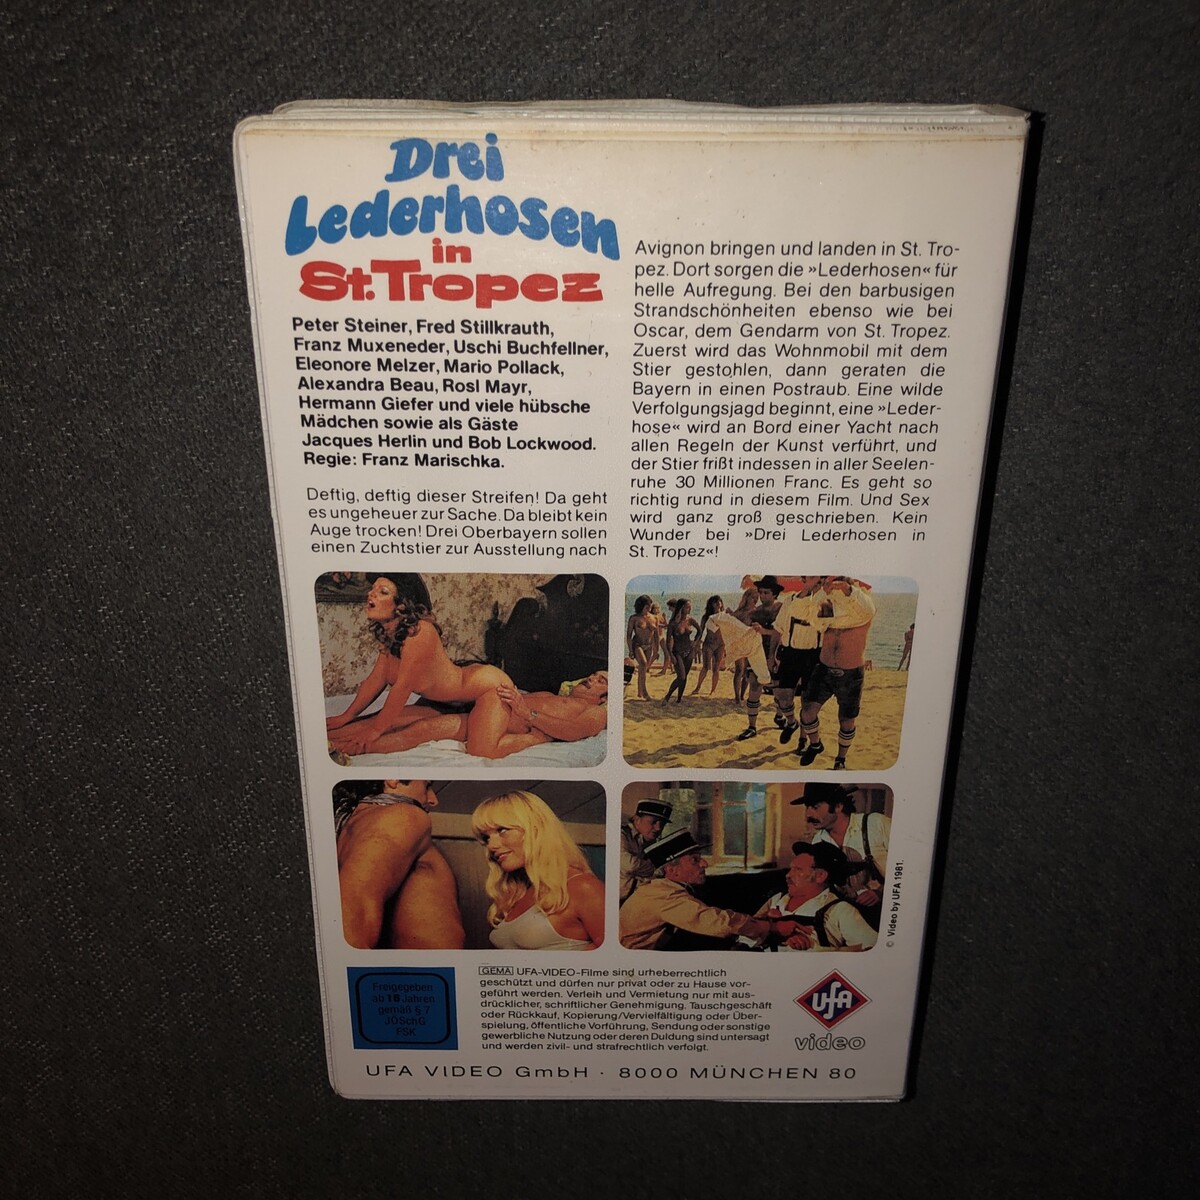 Drei
Lederhosen
in
St. Tropez
Peter Steiner, Fred Stillkrauth,
Franz Muxeneder, Uschi Buchfellner,
Eleonore Melzer, Mario Pollack,
Alexandra Beau, Rosl Mayr,
Hermann Giefer und viele hübsche
Mädchen sowie als Gäste
Jacques Herlin und Bob Lockwood.
Regie: Franz Marischka.
Deftig, deftig dieser Streifen! Da geht
es ungeheuer zur Sache. Da bleibt kein
Auge trocken! Drei Oberbayern sollen
einen Zuchtstier zur Ausstellung nach
Avignon bringen und landen in St. Tro-
pez. Dort sorgen die »Lederhosen« für
helle Aufregung. Bei den barbusigen
Strandschönheiten ebenso wie bei
Oscar, dem Gendarm von St. Tropez.
Zuerst wird das Wohnmobil mit dem
Stier gestohlen, dann geraten die
Bayern in einen Postraub. Eine wilde
Verfolgungsjagd beginnt, eine »Leder-
hose« wird an Bord einer Yacht nach
allen Regeln der Kunst verführt, und
der Stier frißt indessen in aller Seelen-
ruhe 30 Millionen Franc. Es geht so
richtig rund in diesem Film. Und Sex
wird ganz groß geschrieben. Kein
Wunder bei »Drei Lederhosen in
St. Tropez«!
© Video by UFA 1981.
Freigegeben
ab 18 Jahren
gemäß § 7
JÖSchG
FSK
GEMA UFA-VIDEO-Filme sind urheberrechtlich
geschützt und dürfen nur privat oder zu Hause vor-
geführt werden. Verleih und Vermietung nur mit aus-
drücklicher, schriftlicher Genehmigung. Tauschgeschäft
oder Rückkauf, Kopierung/Vervielfältigung oder Über-
spielung, öffentliche Vorführung, Sendung oder sonstige
gewerbliche Nutzung oder deren Duldung sind untersagt
und werden zivil- und strafrechtlich verfolgt.
UFA
video
UFA VIDEO GmbH · 8000 MÜNCHEN 80